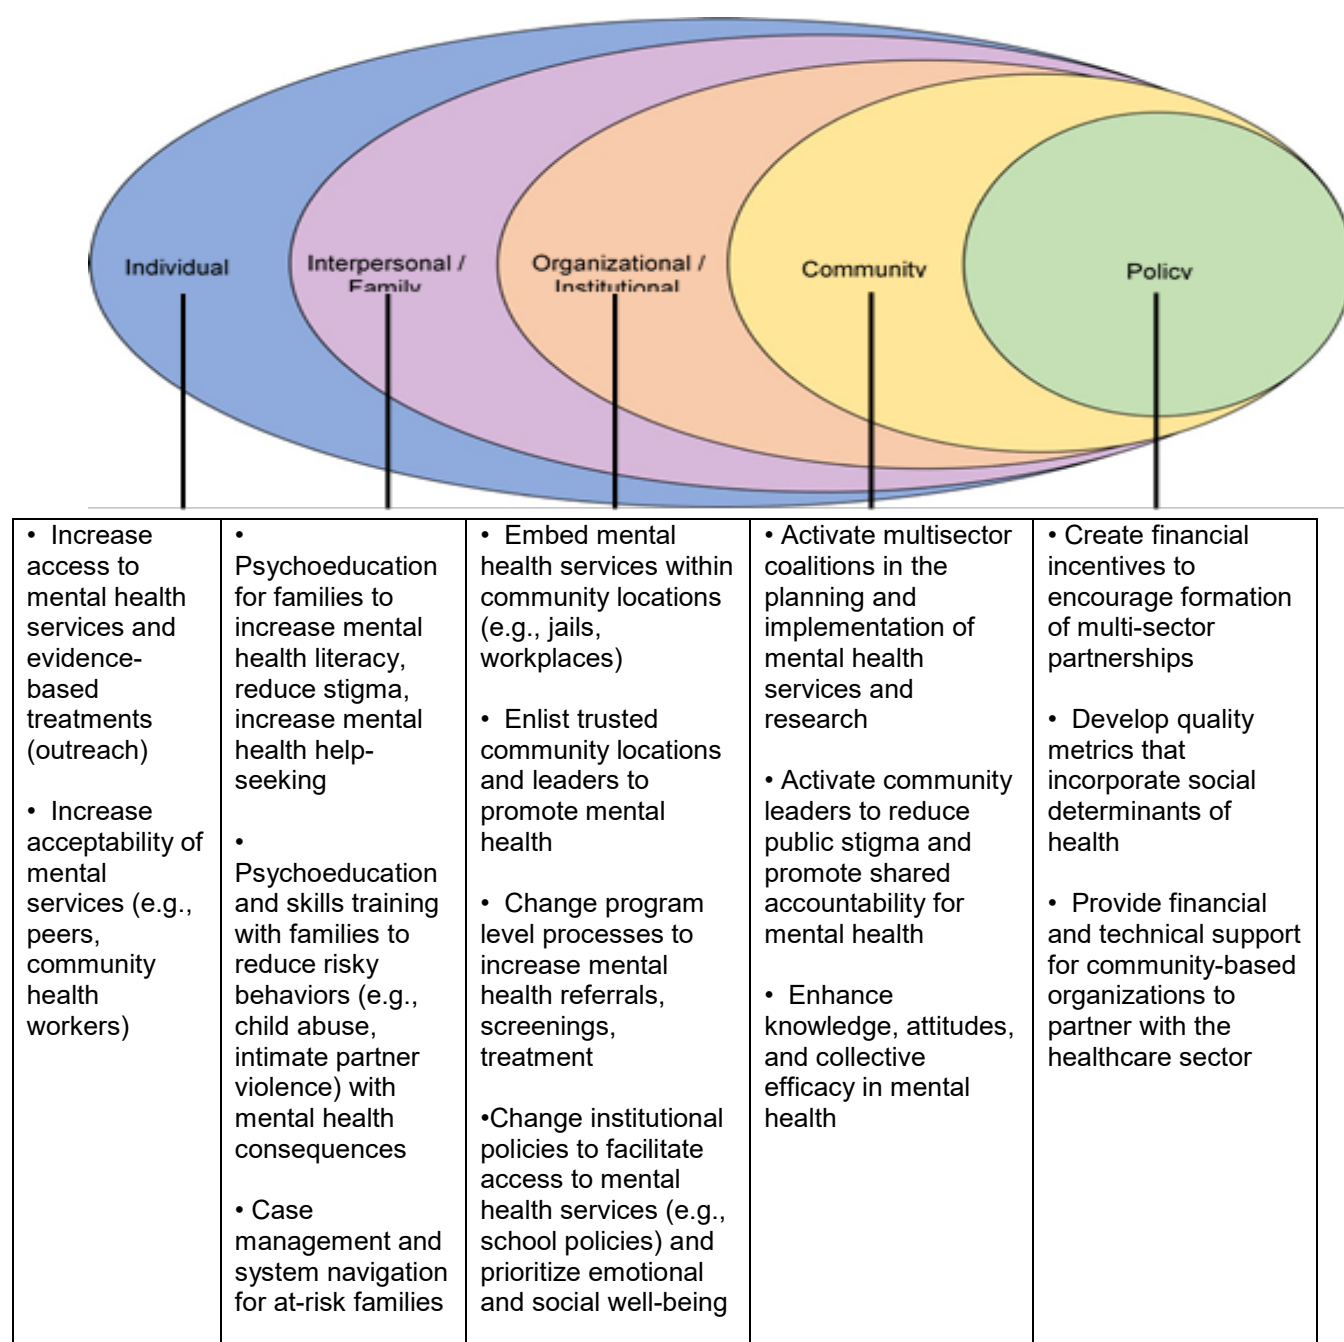 Individual
Interpersonal /
Family
Organizational /
Institutional
Community
Policy
• Increase
access to
mental health
services and
evidence-
based
treatments
(outreach)
• Increase
acceptability of
mental
services (e.g.,
peers,
community
health
workers)
•
Psychoeducation
for families to
increase mental
health literacy,
reduce stigma,
increase mental
health help-
seeking
•
Psychoeducation
and skills training
with families to
reduce risky
behaviors (e.g.,
child abuse,
intimate partner
violence) with
mental health
consequences
• Case
management and
system navigation
for at-risk families
• Embed mental
health services within
community locations
(e.g., jails,
workplaces)
• Enlist trusted
community locations
and leaders to
promote mental
health
• Change program
level processes to
increase mental
health referrals,
screenings,
treatment
•Change institutional
policies to facilitate
access to mental
health services (e.g.,
school policies) and
prioritize emotional
and social well-being
• Activate multisector
coalitions in the
planning and
implementation of
mental health
services and
research
• Activate community
leaders to reduce
public stigma and
promote shared
accountability for
mental health
• Enhance
knowledge, attitudes,
and collective
efficacy in mental
health
• Create financial
incentives to
encourage formation
of multi-sector
partnerships
• Develop quality
metrics that
incorporate social
determinants of
health
• Provide financial
and technical support
for community-based
organizations to
partner with the
healthcare sector